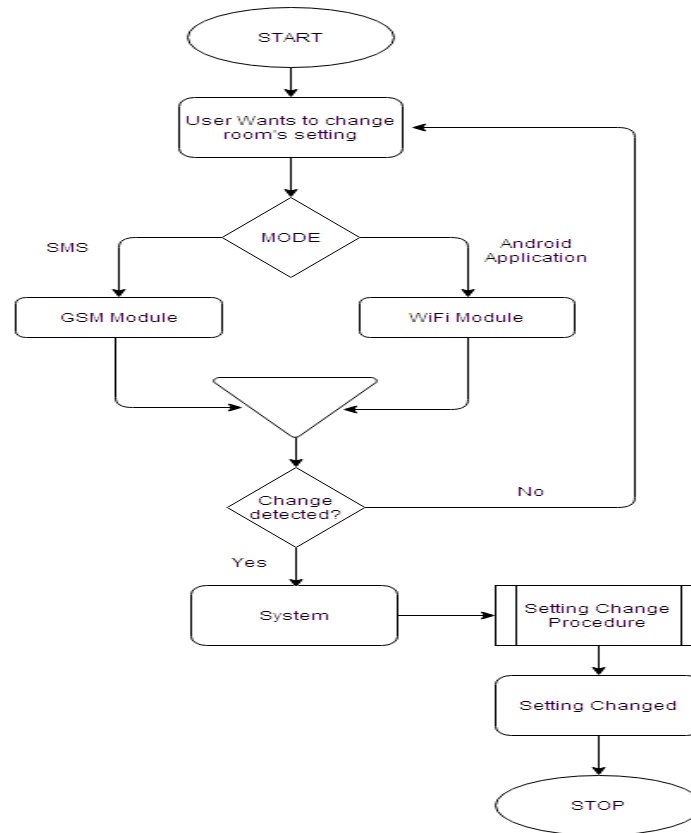 START
User Wants to change
room's setting
MODE
SMS
Android
Application
GSM Module
WiFi Module
Change
detected?
No
Yes
System
Setting Change
Procedure
Setting Changed
STOP